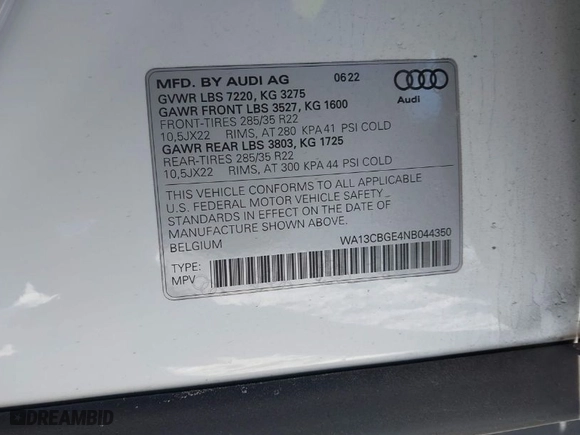 MFD. BY AUDI AG 06 22
GVWR LBS 7220, KG 3275
GAWR FRONT LBS 3527, KG 1600
FRONT-TIRES 285/35 R22
10,5JX22 RIMS, AT 280 KPA 41 PSI COLD
GAWR REAR LBS 3803, KG 1725
REAR-TIRES 285/35 R22
10,5JX22 RIMS, AT 300 KPA 44 PSI COLD
Audi
THIS VEHICLE CONFORMS TO ALL APPLICABLE
U.S. FEDERAL MOTOR VEHICLE SAFETY
STANDARDS IN EFFECT ON THE DATE OF
MANUFACTURE SHOWN ABOVE.
BELGIUM WA13CBGE4NB044350
TYPE:
MPV
DREAMBID